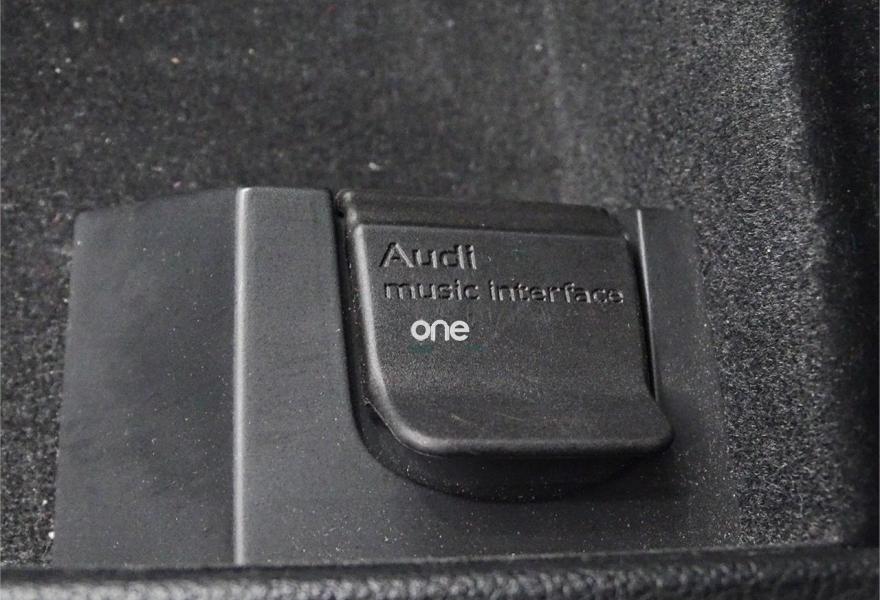 Audi
music interface
one